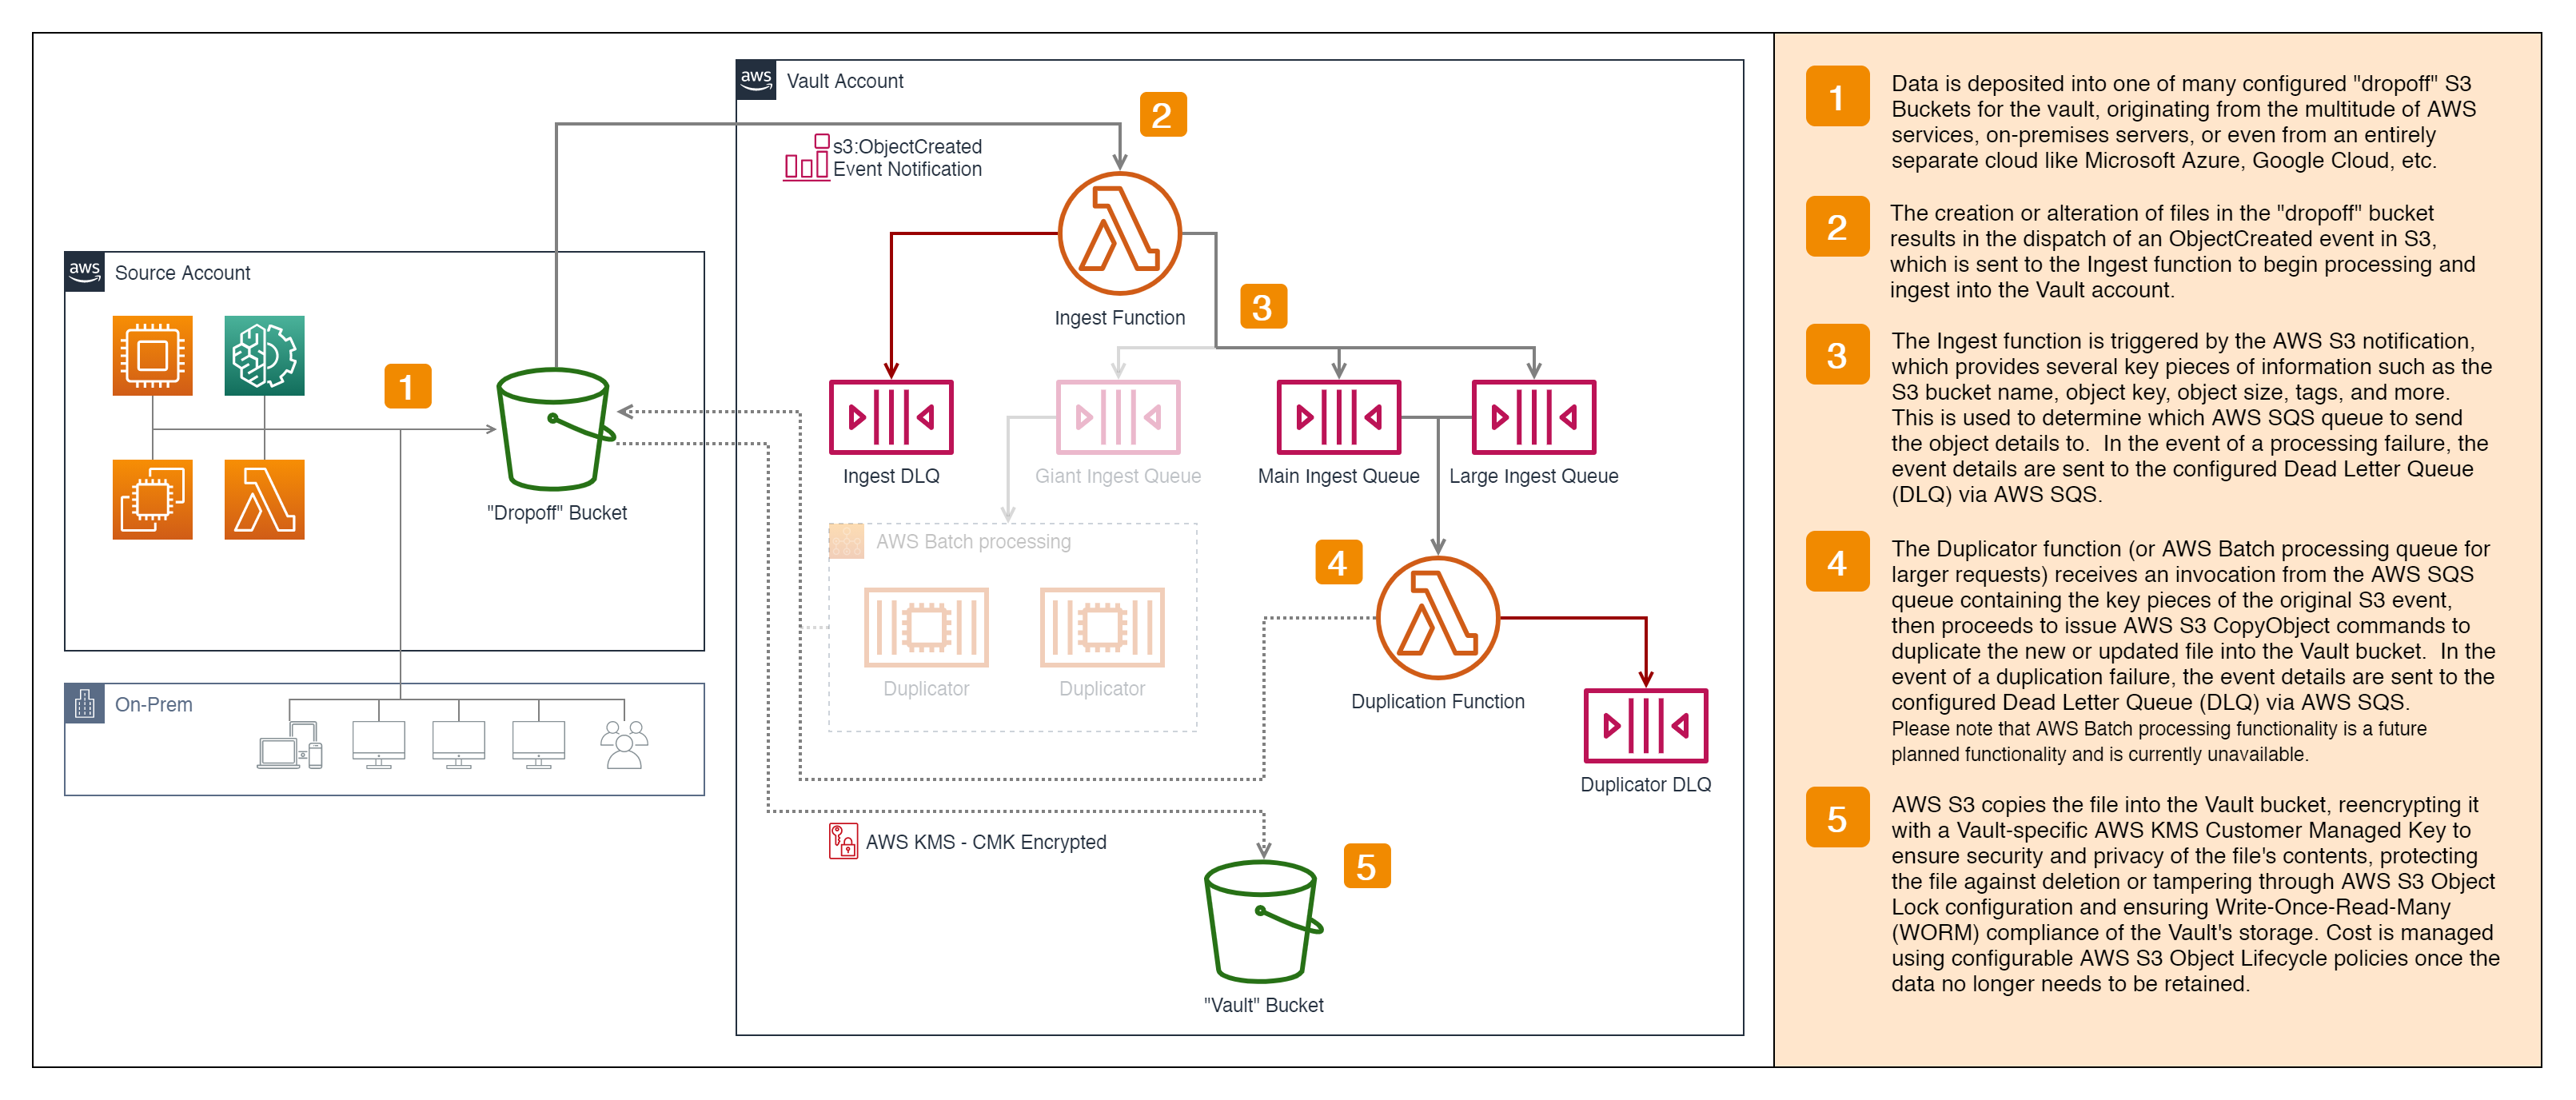 aws
Vault Account
2
s3:ObjectCreated
Event Notification
aws
Source Account
Ingest Function
3
1
"Dropoff" Bucket
Ingest DLQ
Giant Ingest Queue
Main Ingest Queue
Large Ingest Queue
AWS Batch processing
4
Duplicator
Duplicator
Duplication Function
On-Prem
Duplicator DLQ
AWS KMS - CMK Encrypted
5
"Vault" Bucket
1
Data is deposited into one of many configured "dropoff" S3
Buckets for the vault, originating from the multitude of AWS
services, on-premises servers, or even from an entirely
separate cloud like Microsoft Azure, Google Cloud, etc.
2
The creation or alteration of files in the "dropoff" bucket
results in the dispatch of an ObjectCreated event in S3,
which is sent to the Ingest function to begin processing and
ingest into the Vault account.
3
The Ingest function is triggered by the AWS S3 notification,
which provides several key pieces of information such as the
S3 bucket name, object key, object size, tags, and more.
This is used to determine which AWS SQS queue to send
the object details to.  In the event of a processing failure, the
event details are sent to the configured Dead Letter Queue
(DLQ) via AWS SQS.
4
The Duplicator function (or AWS Batch processing queue for
larger requests) receives an invocation from the AWS SQS
queue containing the key pieces of the original S3 event,
then proceeds to issue AWS S3 CopyObject commands to
duplicate the new or updated file into the Vault bucket.  In the
event of a duplication failure, the event details are sent to the
configured Dead Letter Queue (DLQ) via AWS SQS.
Please note that AWS Batch processing functionality is a future
planned functionality and is currently unavailable.
5
AWS S3 copies the file into the Vault bucket, reencrypting it
with a Vault-specific AWS KMS Customer Managed Key to
ensure security and privacy of the file's contents, protecting
the file against deletion or tampering through AWS S3 Object
Lock configuration and ensuring Write-Once-Read-Many
(WORM) compliance of the Vault's storage. Cost is managed
using configurable AWS S3 Object Lifecycle policies once the
data no longer needs to be retained.